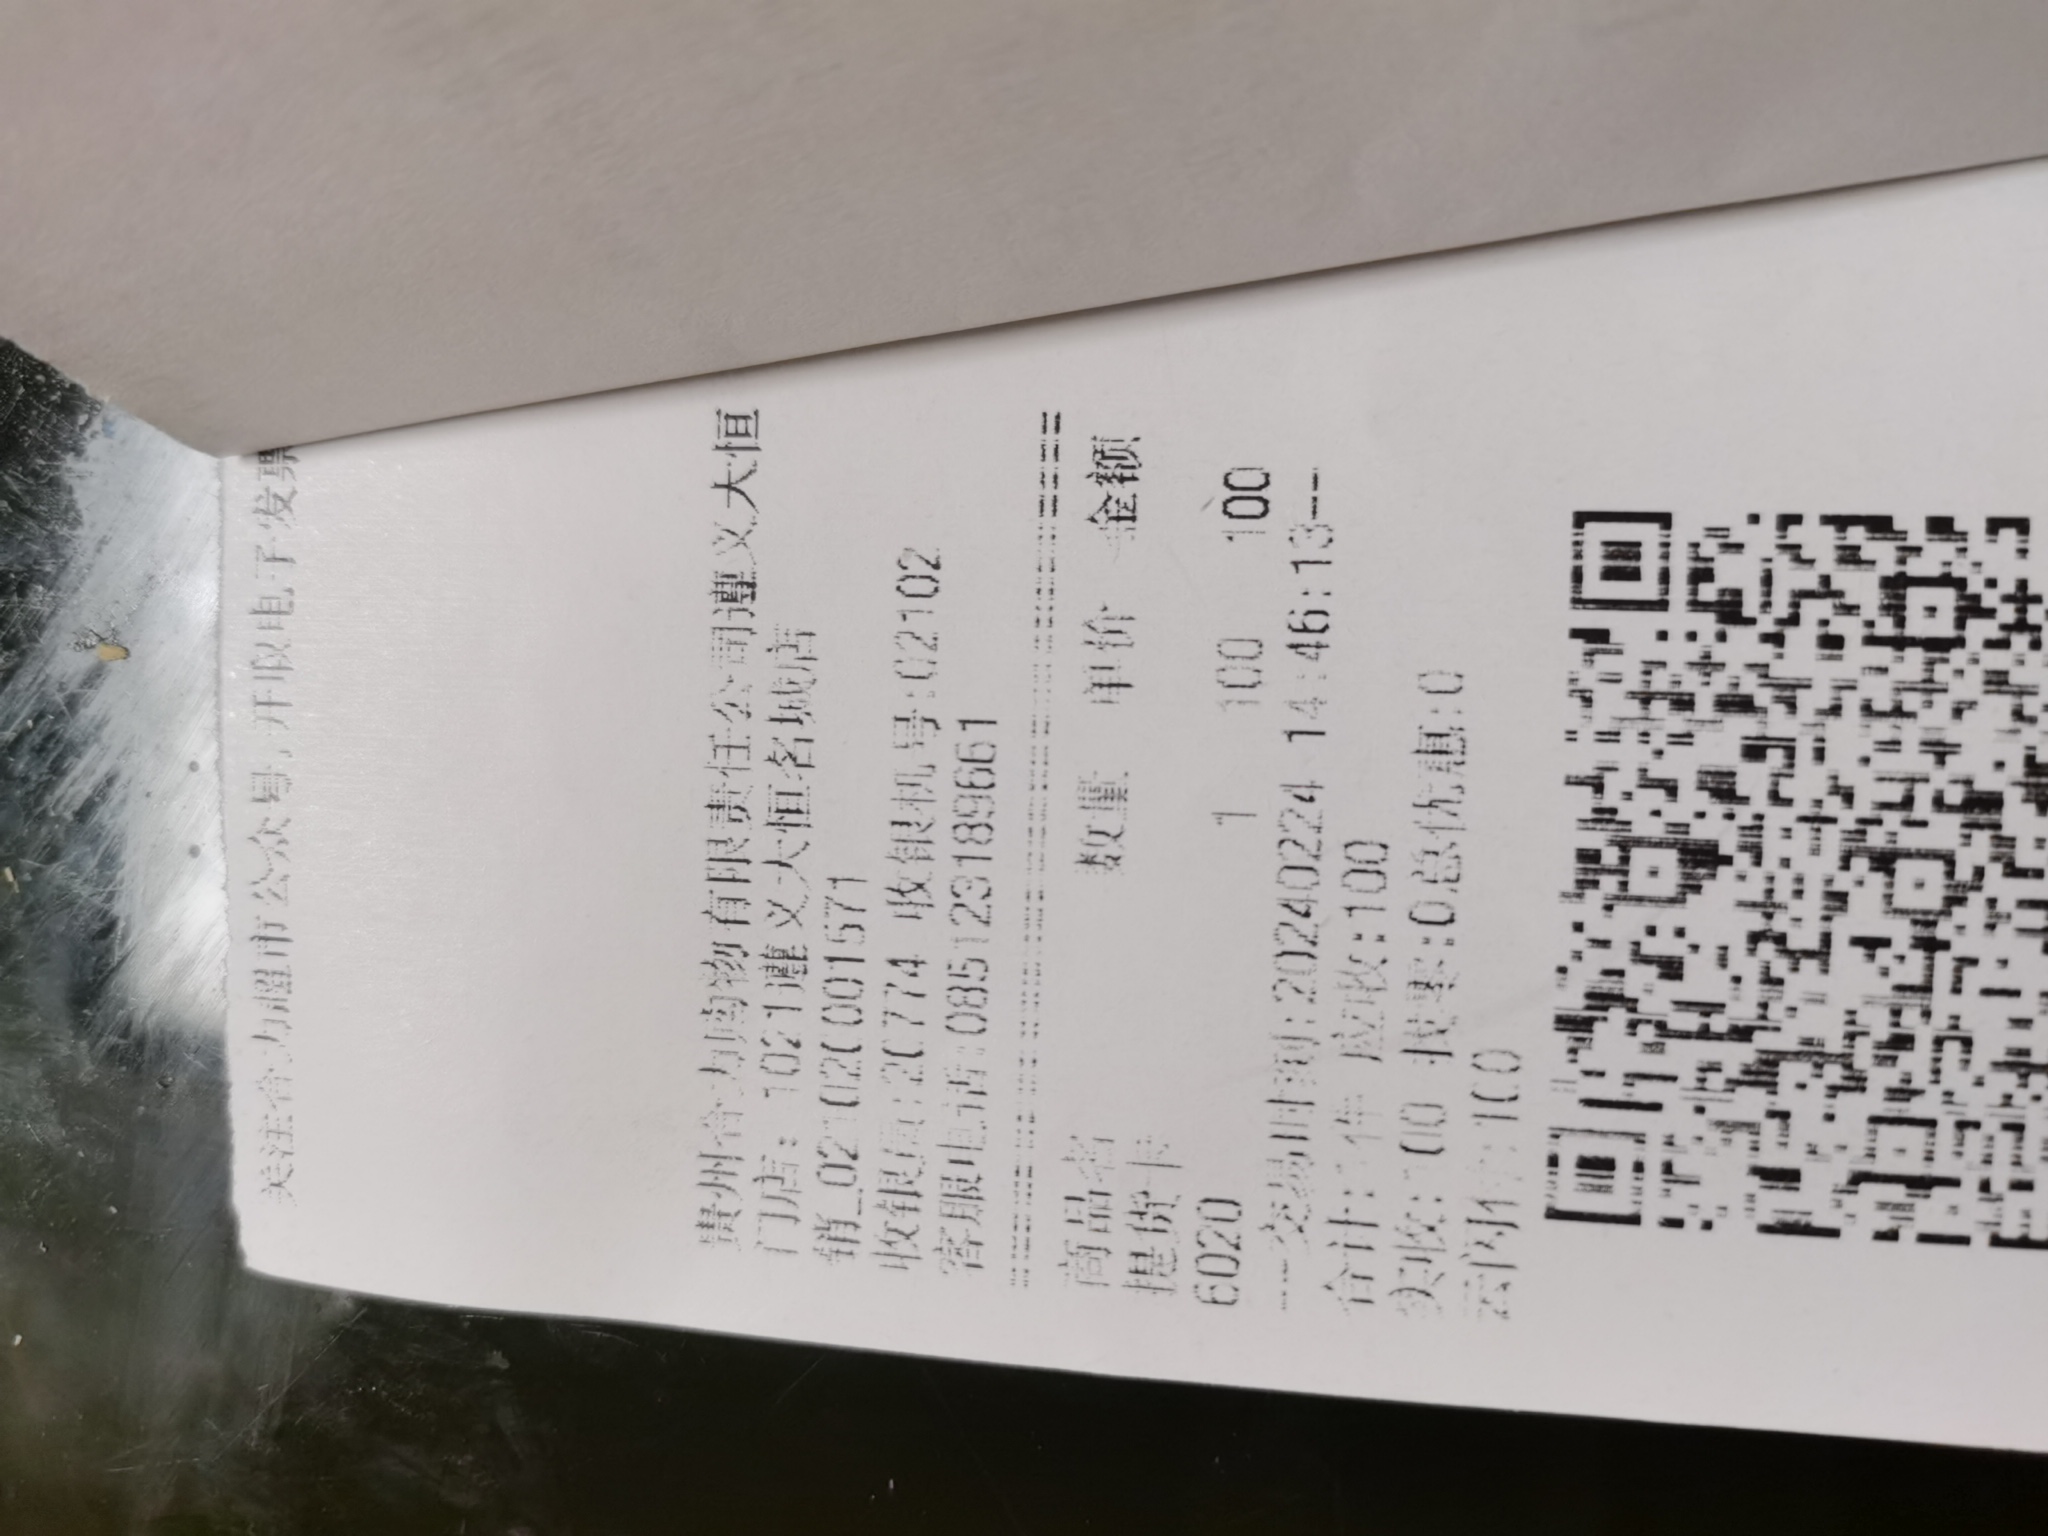 关注合力超市公众号,开取电子发票
贵州合力购物有限责任公司遵义大恒
门店: 1021遵义大恒名城店
销_02102C001571
收银员:2C774 收银机号:02102
客服电话:085123189661
商品名 数量 单价 金额
提货卡
6020 1 100 100
---交易时间:20240224 14:46:13--
合计:1件 应收:100
实收:100 找零:0总优惠:0
云闪付:100